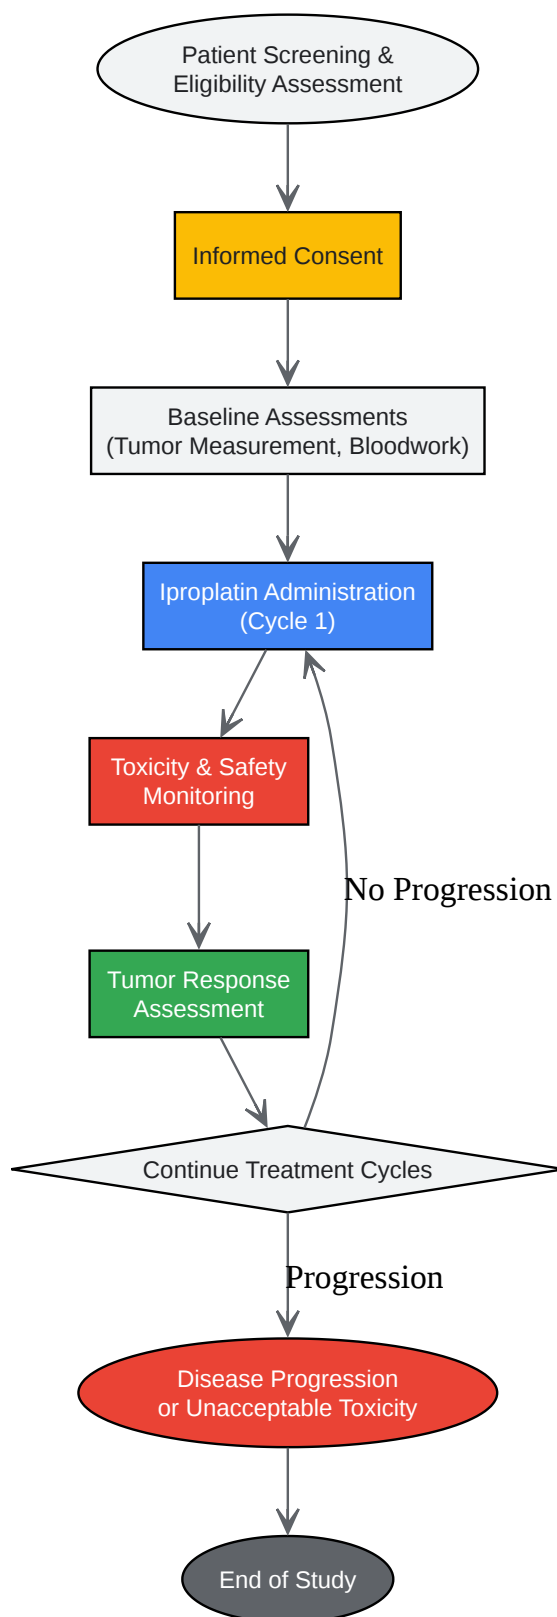 Patient Screening &
Eligibility Assessment
Informed Consent
Baseline Assessments
(Tumor Measurement, Bloodwork)
Iproplatin Administration
(Cycle 1)
Toxicity & Safety
Monitoring
No Progression
Tumor Response
Assessment
Continue Treatment Cycles
Progression
Disease Progression
or Unacceptable Toxicity
End of Study